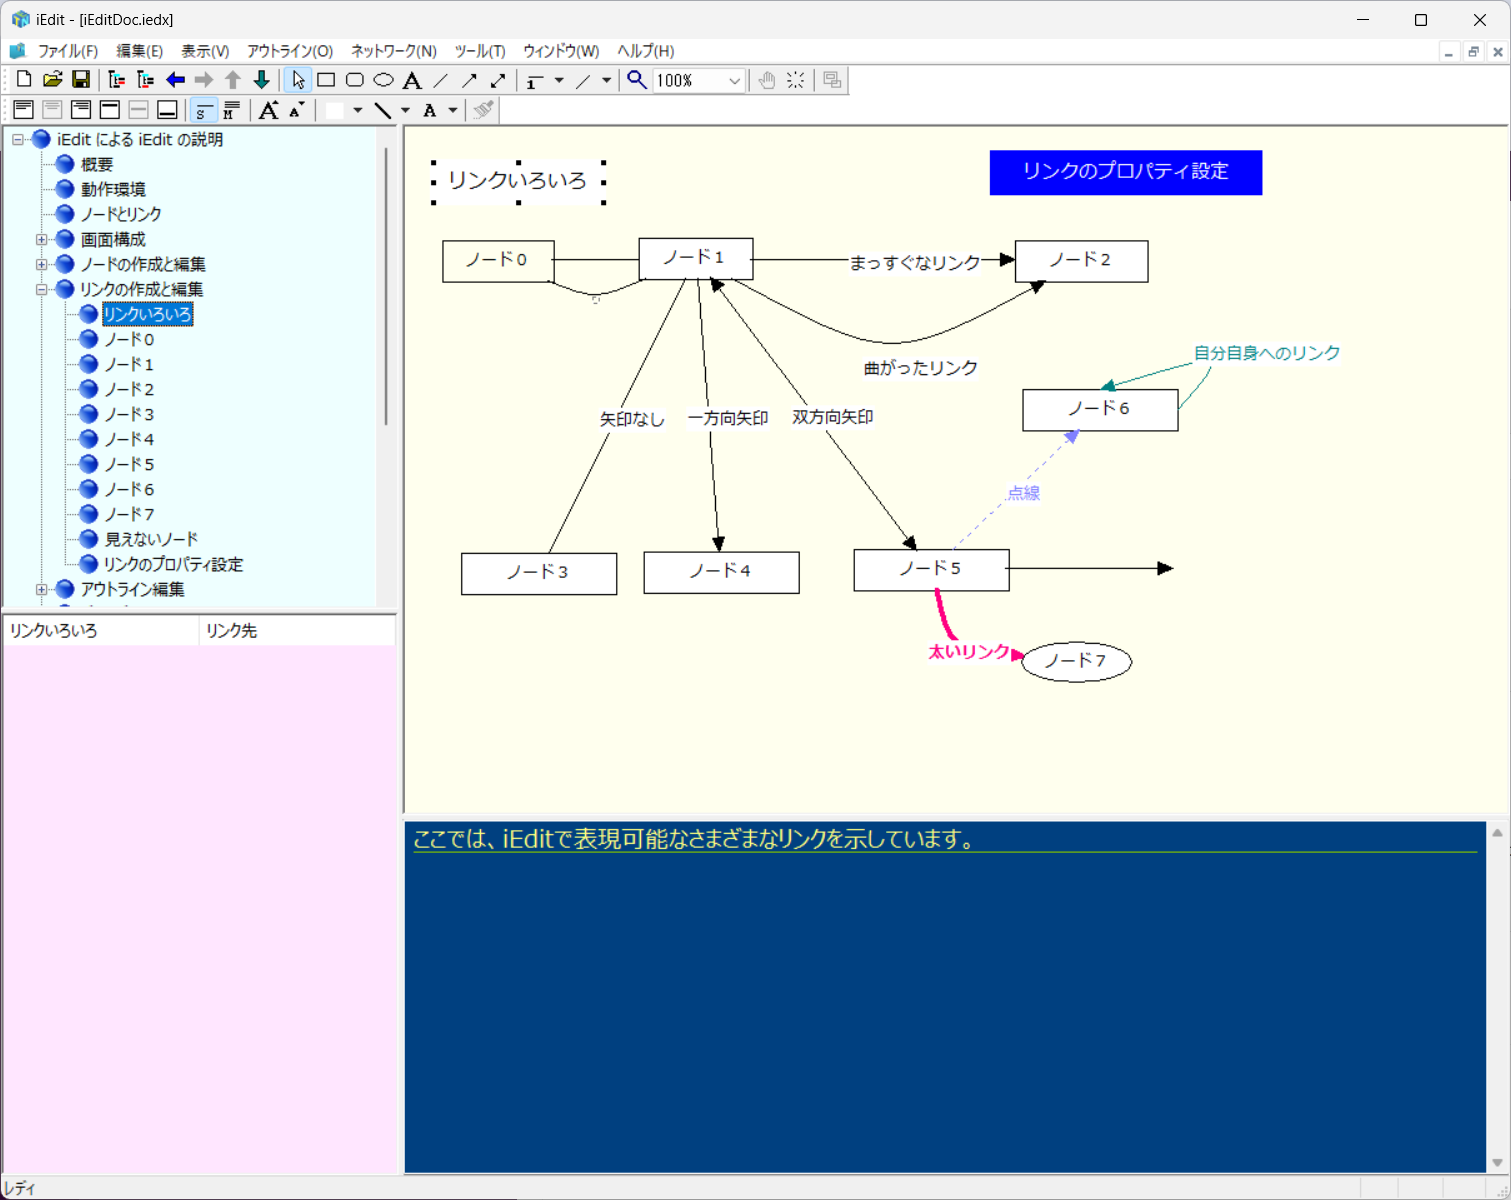 iEdit - [iEditDoc.iedx]
ファイル(F) 編集(E) 表示(V) アウトライン(O) ネットワーク(N) ツール(T) ウィンドウ(W) ヘルプ(H)
100%
iEdit による iEdit の説明
概要
動作環境
ノードとリンク
画面構成
ノードの作成と編集
リンクの作成と編集
リンクいろいろ
ノード0
ノード1
ノード2
ノード3
ノード4
ノード5
ノード6
ノード7
見えないノード
リンクのプロパティ設定
アウトライン編集
リンクいろいろ リンク先
リンクいろいろ
リンクのプロパティ設定
ノード0
ノード1
まっすぐなリンク
ノード2
曲がったリンク
自分自身へのリンク
ノード6
矢印なし
一方向矢印
双方向矢印
点線
ノード3
ノード4
ノード5
太いリンク
ノード7
ここでは、iEditで表現可能なさまざまなリンクを示しています。
レディ